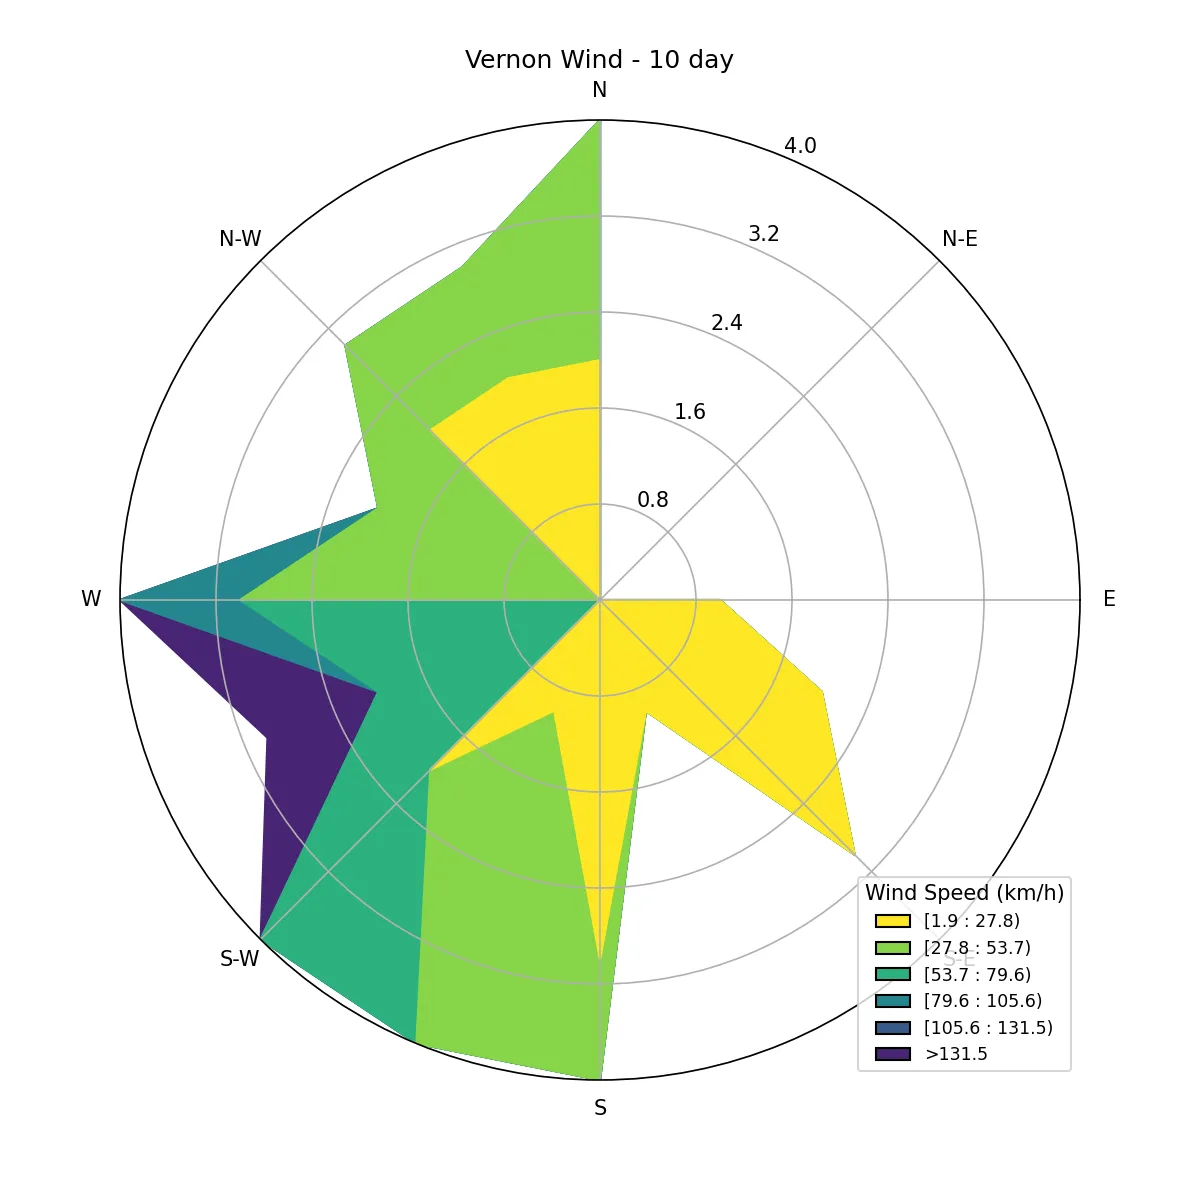 Vernon Wind - 10 day
N
4.0
N-W
N-E
3.2
2.4
1.6
0.8
W
E
Wind Speed (km/h)
[1.9 : 27.8)
[27.8 : 53.7)
S-W
S-E
[53.7 : 79.6)
[79.6 : 105.6)
[105.6 : 131.5)
>131.5
S